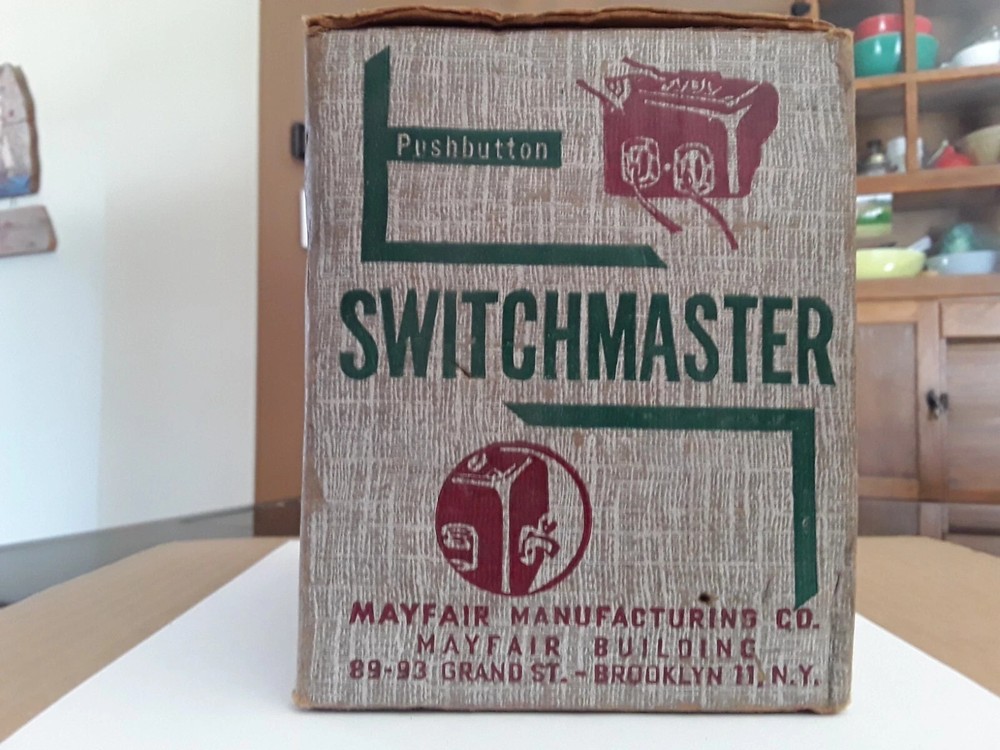 Pushbutton
SWITCHMASTER
MAYFAIR MANUFACTURING CO.
MAYFAIR BUILDING
89-93 GRAND ST. - BROOKLYN 11, N.Y.